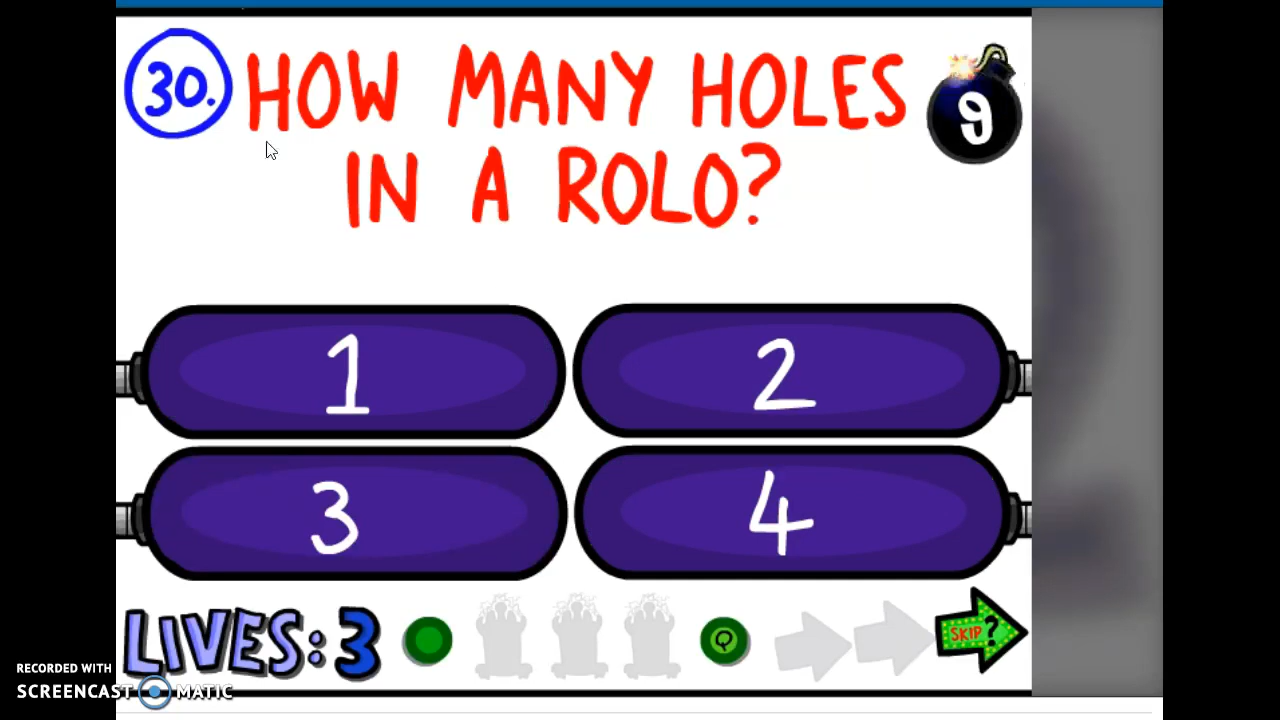 30. HOW MANY HOLES
IN A ROLO?
9
1
2
3
4
LIVES: 3
Q
SKIP?
RECORDED WITH
SCREENCAST MATIC